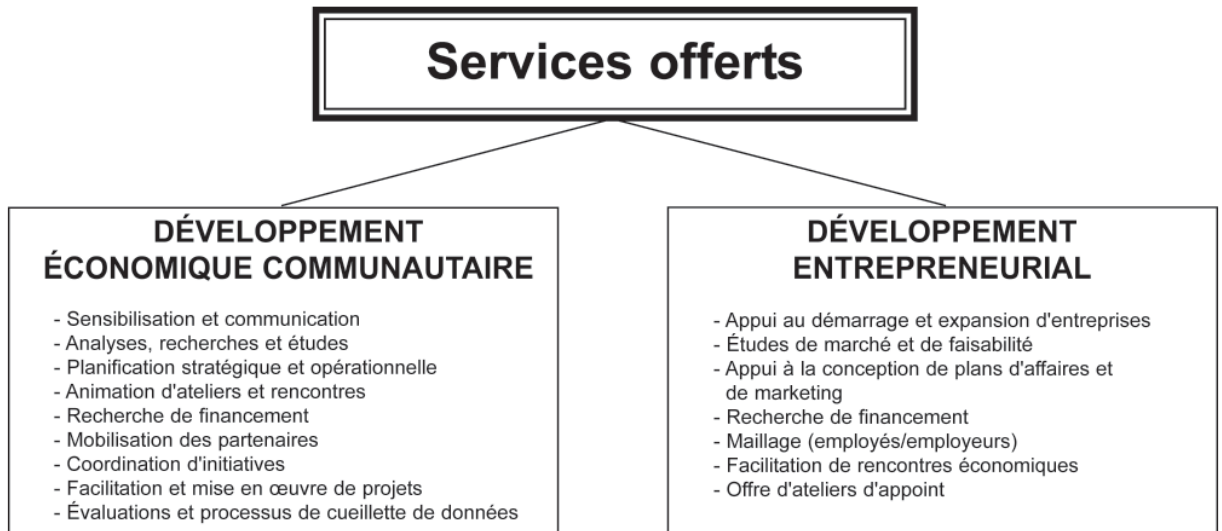 Services offerts
DÉVELOPPEMENT
ÉCONOMIQUE COMMUNAUTAIRE
- Sensibilisation et communication
- Analyses, recherches et études
- Planification stratégique et opérationnelle
- Animation d'ateliers et rencontres
- Recherche de financement
- Mobilisation des partenaires
- Coordination d'initiatives
- Facilitation et mise en œuvre de projets
- Évaluations et processus de cueillette de données
DÉVELOPPEMENT
ENTREPRENEURIAL
- Appui au démarrage et expansion d'entreprises
- Études de marché et de faisabilité
- Appui à la conception de plans d'affaires et
de marketing
- Recherche de financement
- Maillage (employés/employeurs)
- Facilitation de rencontres économiques
- Offre d'ateliers d'appoint